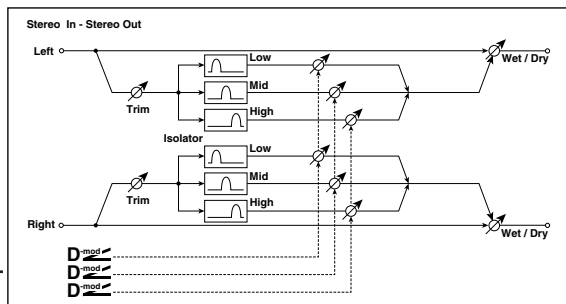 Stereo In - Stereo Out
Left
Wet / Dry
Low
Trim
Mid
High
Isolator
Low
Trim
Mid
High
Right
Wet / Dry
D-mod
D-mod
D-mod